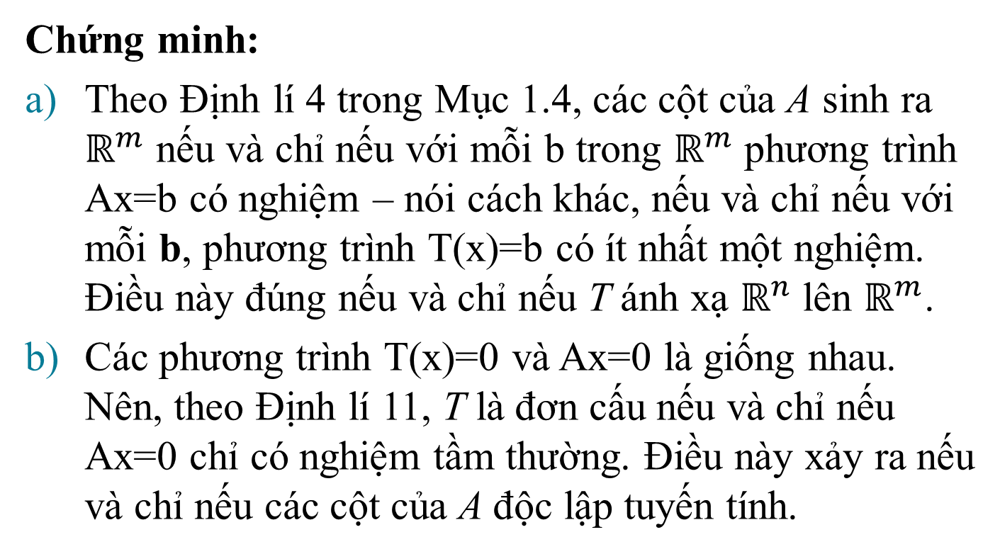 Chứng minh:
a) Theo Định lí 4 trong Mục 1.4, các cột của A sinh ra
ℝ^m nếu và chỉ nếu với mỗi b trong ℝ^m phương trình
Ax=b có nghiệm – nói cách khác, nếu và chỉ nếu với
mỗi b, phương trình T(x)=b có ít nhất một nghiệm.
Điều này đúng nếu và chỉ nếu T ánh xạ ℝ^n lên ℝ^m.
b) Các phương trình T(x)=0 và Ax=0 là giống nhau.
Nên, theo Định lí 11, T là đơn cấu nếu và chỉ nếu
Ax=0 chỉ có nghiệm tầm thường. Điều này xảy ra nếu
và chỉ nếu các cột của A độc lập tuyến tính.